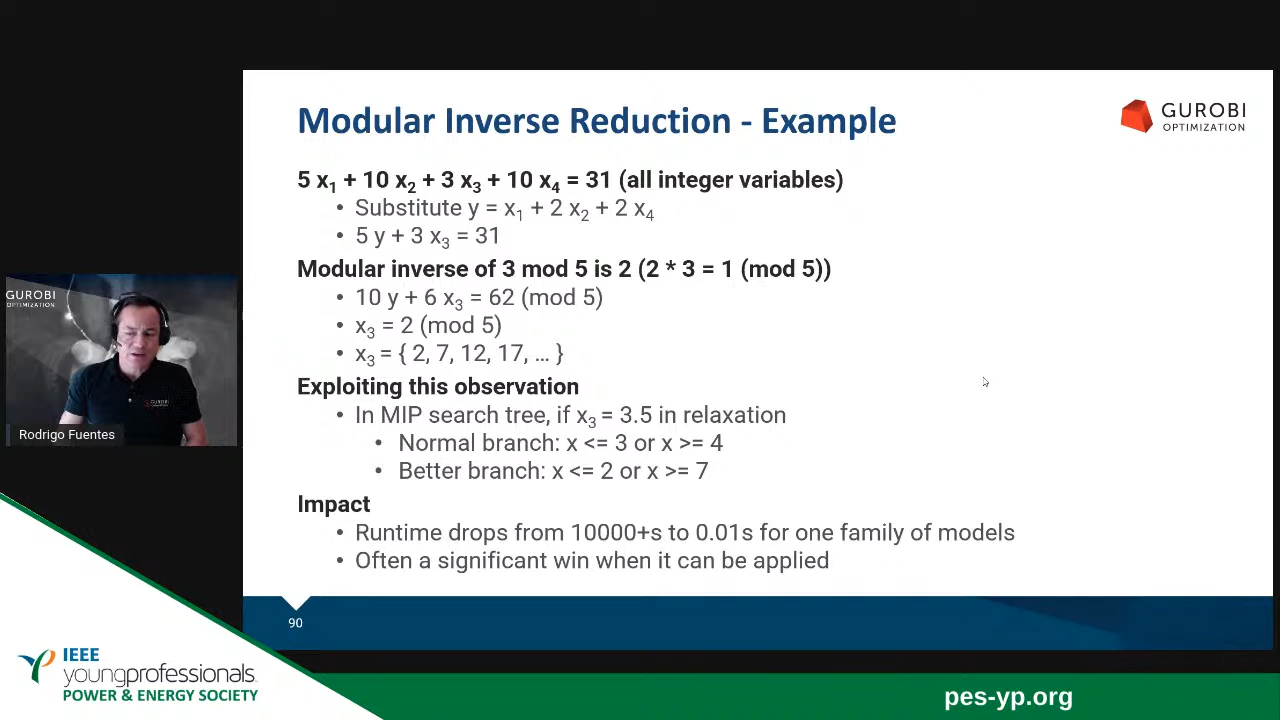 Modular Inverse Reduction - Example
GUROBI
OPTIMIZATION
5 x₁ + 10 x₂ + 3 x₃ + 10 x₄ = 31 (all integer variables)
• Substitute y = x₁ + 2 x₂ + 2 x₄
• 5 y + 3 x₃ = 31
Modular inverse of 3 mod 5 is 2 (2 * 3 = 1 (mod 5))
• 10 y + 6 x₃ = 62 (mod 5)
• x₃ = 2 (mod 5)
• x₃ = { 2, 7, 12, 17, … }
Exploiting this observation
• In MIP search tree, if x₃ = 3.5 in relaxation
• Normal branch: x <= 3 or x >= 4
• Better branch: x <= 2 or x >= 7
Impact
• Runtime drops from 10000+s to 0.01s for one family of models
• Often a significant win when it can be applied
90
GUROBI
OPTIMIZATION
GUROBI
Rodrigo Fuentes
IEEE
youngprofessionals
POWER & ENERGY SOCIETY
pes-yp.org